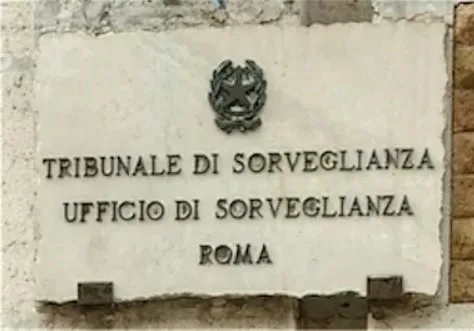 TRIBUNALE DI SORVEGLIANZA
UFFICIO DI SORVEGLIANZA
ROMA